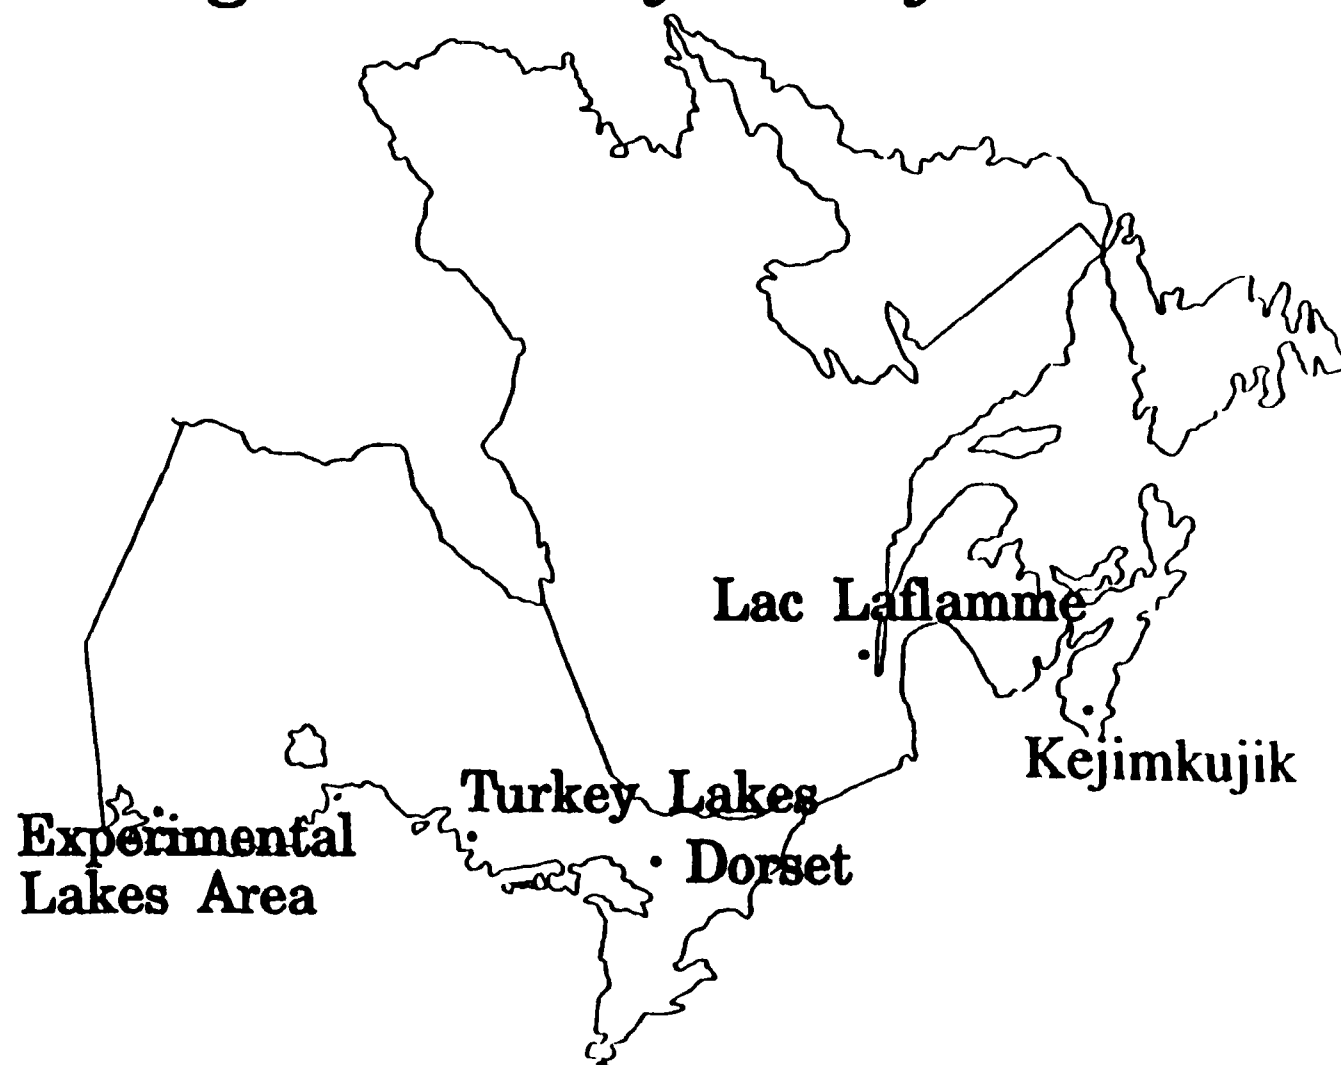 Lac Laflamme
Kejimkujik
Turkey Lakes
Experimental
Lakes Area
Dorset